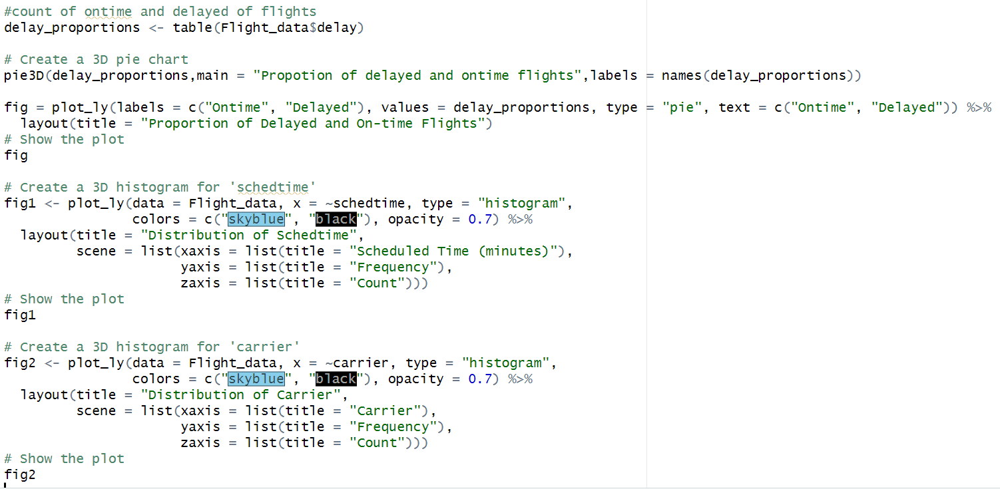 #count of ontime and delayed of flights
delay_proportions <- table(Flight_data$delay)
# Create a 3D pie chart
pie3D(delay_proportions,main = "Propotion of delayed and ontime flights",labels = names(delay_proportions))
fig = plot_ly(labels = c("Ontime", "Delayed"), values = delay_proportions, type = "pie", text = c("Ontime", "Delayed")) %>%
  layout(title = "Proportion of Delayed and On-time Flights")
# Show the plot
fig
# Create a 3D histogram for 'schedtime'
fig1 <- plot_ly(data = Flight_data, x = ~schedtime, type = "histogram",
                colors = c("skyblue", "black"), opacity = 0.7) %>%
  layout(title = "Distribution of Schedtime",
         scene = list(xaxis = list(title = "Scheduled Time (minutes)"),
                      yaxis = list(title = "Frequency"),
                      zaxis = list(title = "Count")))
# Show the plot
fig1
# Create a 3D histogram for 'carrier'
fig2 <- plot_ly(data = Flight_data, x = ~carrier, type = "histogram",
                colors = c("skyblue", "black"), opacity = 0.7) %>%
  layout(title = "Distribution of Carrier",
         scene = list(xaxis = list(title = "Carrier"),
                      yaxis = list(title = "Frequency"),
                      zaxis = list(title = "Count")))
# Show the plot
fig2